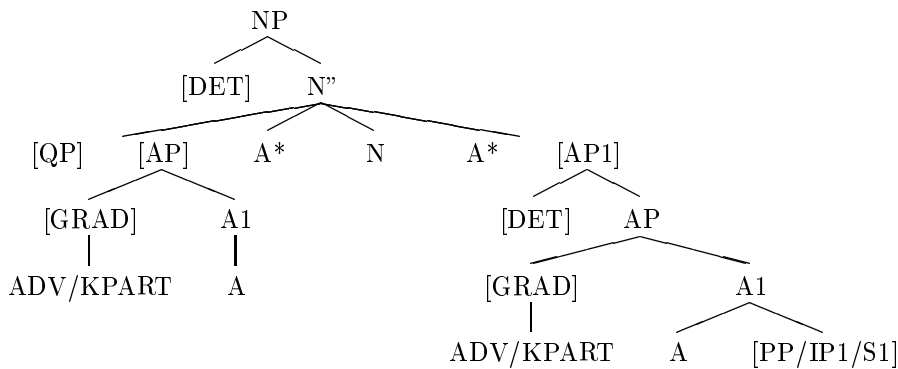 NP
[DET] N”
[QP] [AP] A* N A* [AP1]
[GRAD] A1 [DET] AP
ADV/KPART A [GRAD] A1
ADV/KPART A [PP/IP1/S1]